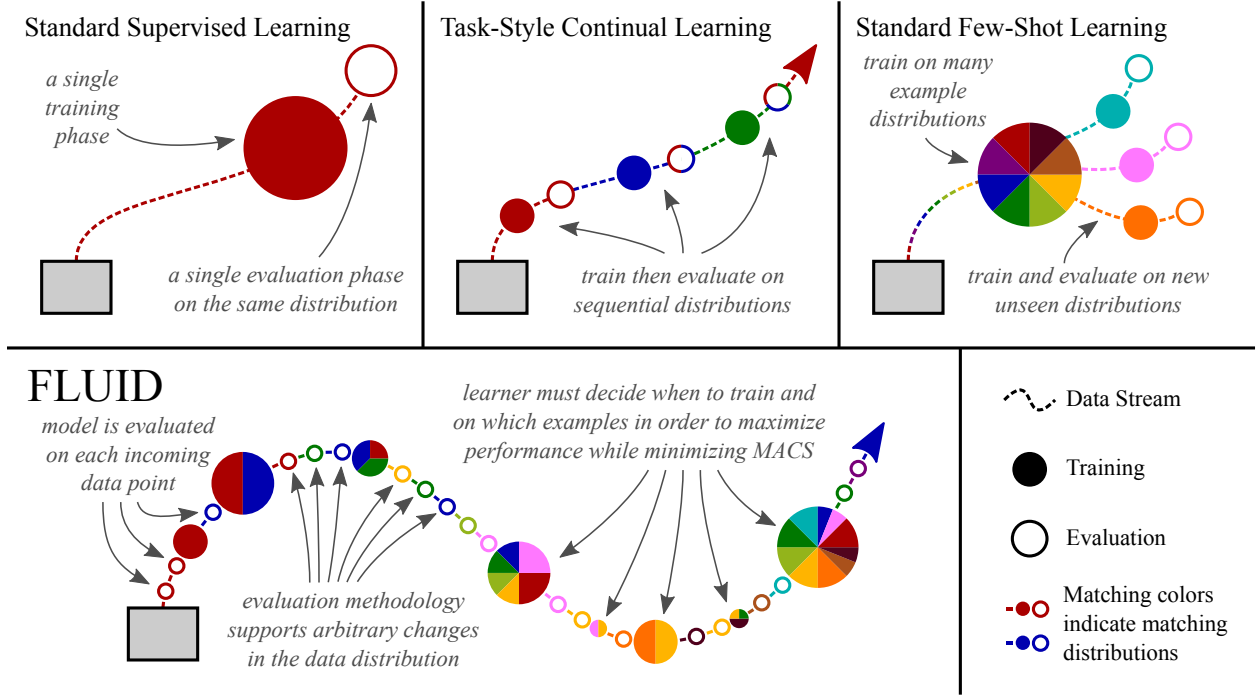 Standard Supervised Learning
a single
training
phase
a single evaluation phase
on the same distribution
Task-Style Continual Learning
train then evaluate on
sequential distributions
Standard Few-Shot Learning
train on many
example
distributions
train and evaluate on new
unseen distributions
FLUID
model is evaluated
on each incoming
data point
evaluation methodology
supports arbitrary changes
in the data distribution
learner must decide when to train and
on which examples in order to maximize
performance while minimizing MACS
Data Stream
Training
Evaluation
Matching colors
indicate matching
distributions